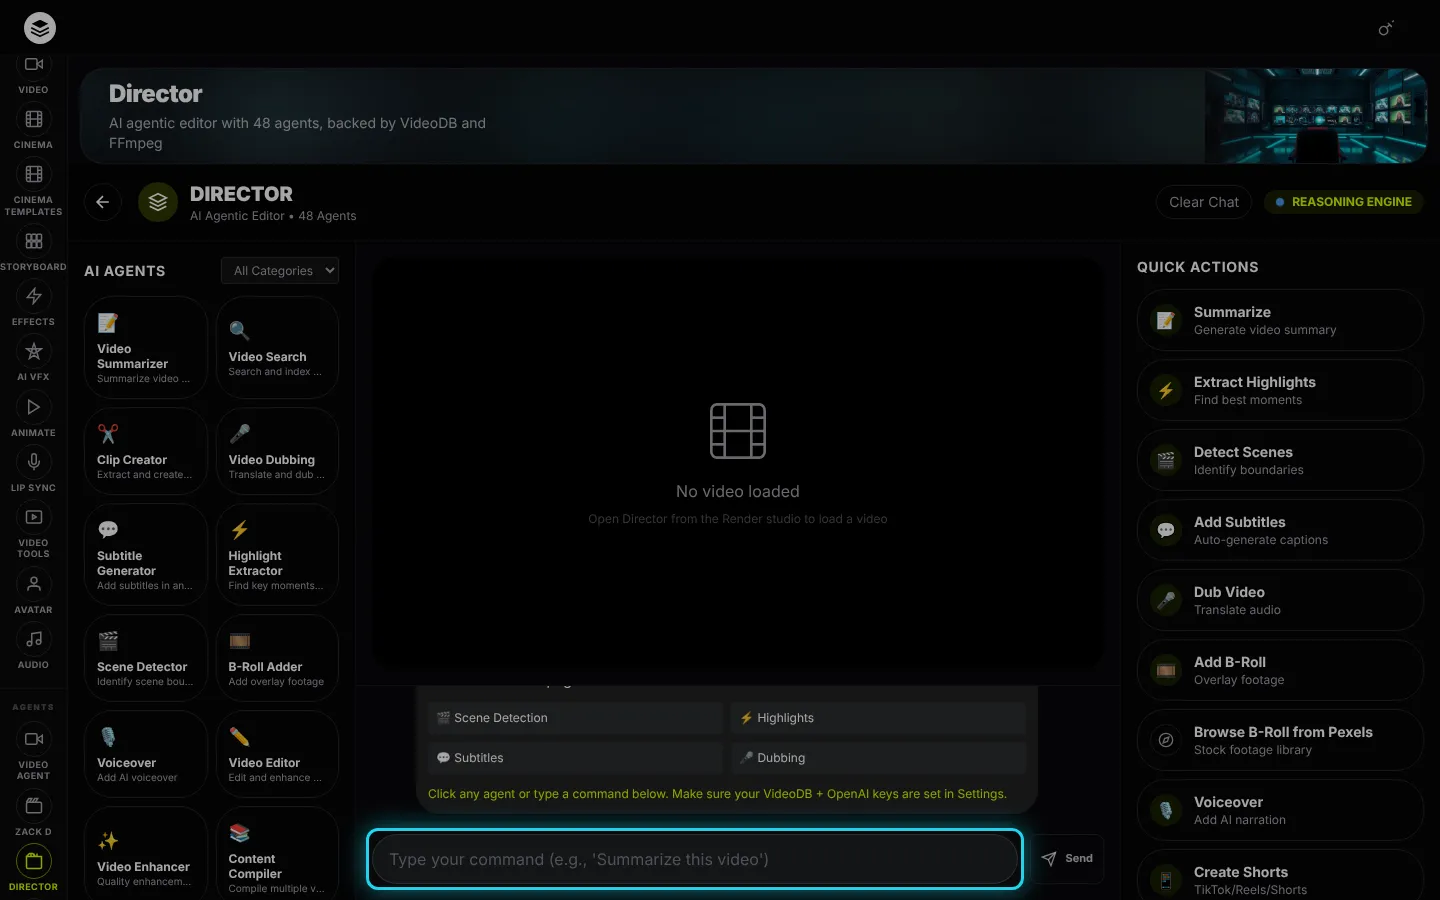 VIDEO
CINEMA
CINEMA
TEMPLATES
STORYBOARD
EFFECTS
AI VFX
ANIMATE
LIP SYNC
VIDEO
TOOLS
AVATAR
AUDIO
AGENTS
VIDEO
AGENT
ZACK D
DIRECTOR
Director
AI agentic editor with 48 agents, backed by VideoDB and
FFmpeg
DIRECTOR
AI Agentic Editor • 48 Agents
Clear Chat
REASONING ENGINE
AI AGENTS
All Categories
Video
Summarizer
Summarize video ...
Video Search
Search and index ...
Clip Creator
Extract and create...
Video Dubbing
Translate and dub ...
Subtitle
Generator
Add subtitles in an...
Highlight
Extractor
Find key moments...
Scene Detector
Identify scene bou...
B-Roll Adder
Add overlay footage
Voiceover
Add AI voiceover
Video Editor
Edit and enhance ...
Video Enhancer
Quality enhancem...
Content
Compiler
Compile multiple v...
No video loaded
Open Director from the Render studio to load a video
Scene Detection
Highlights
Subtitles
Dubbing
Click any agent or type a command below. Make sure your VideoDB + OpenAI keys are set in Settings.
Type your command (e.g., 'Summarize this video')
Send
QUICK ACTIONS
Summarize
Generate video summary
Extract Highlights
Find best moments
Detect Scenes
Identify boundaries
Add Subtitles
Auto-generate captions
Dub Video
Translate audio
Add B-Roll
Overlay footage
Browse B-Roll from Pexels
Stock footage library
Voiceover
Add AI narration
Create Shorts
TikTok/Reels/Shorts